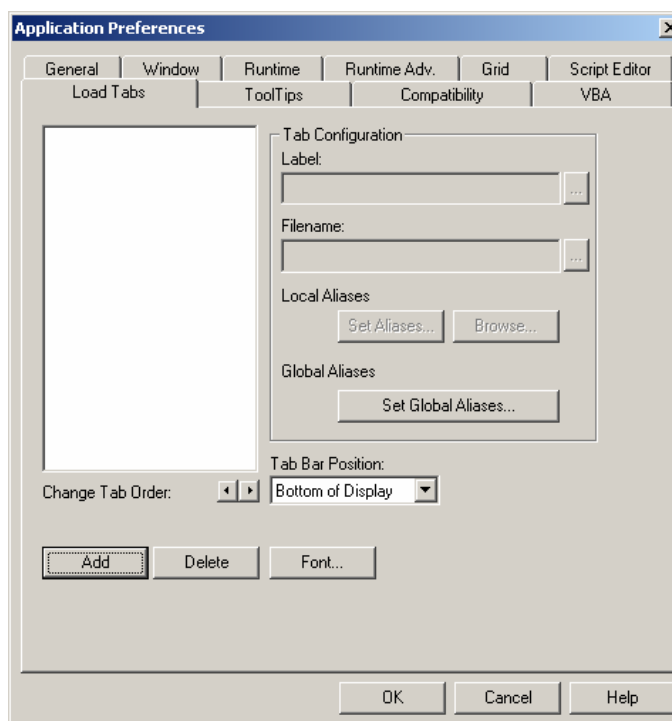 Application Preferences
General Window Runtime Runtime Adv. Grid Script Editor
Load Tabs ToolTips Compatibility VBA
Tab Configuration
Label:
...
Filename:
...
Local Aliases
Set Aliases... Browse...
Global Aliases
Set Global Aliases...
Tab Bar Position:
Change Tab Order: Bottom of Display
Add Delete Font...
OK Cancel Help